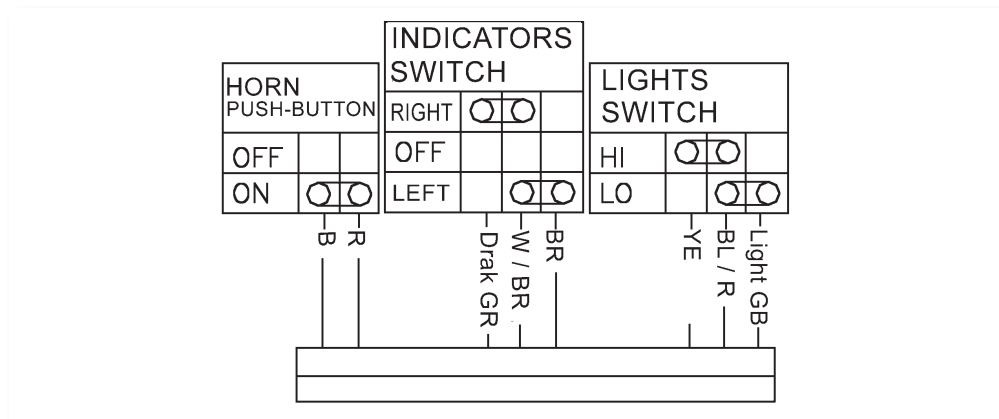 HORN
PUSH-BUTTON
OFF
ON
INDICATORS
SWITCH
RIGHT
OFF
LEFT
LIGHTS
SWITCH
HI
LO
B
R
Drak GR
W / BR
BR
YE
BL / R
Light GB